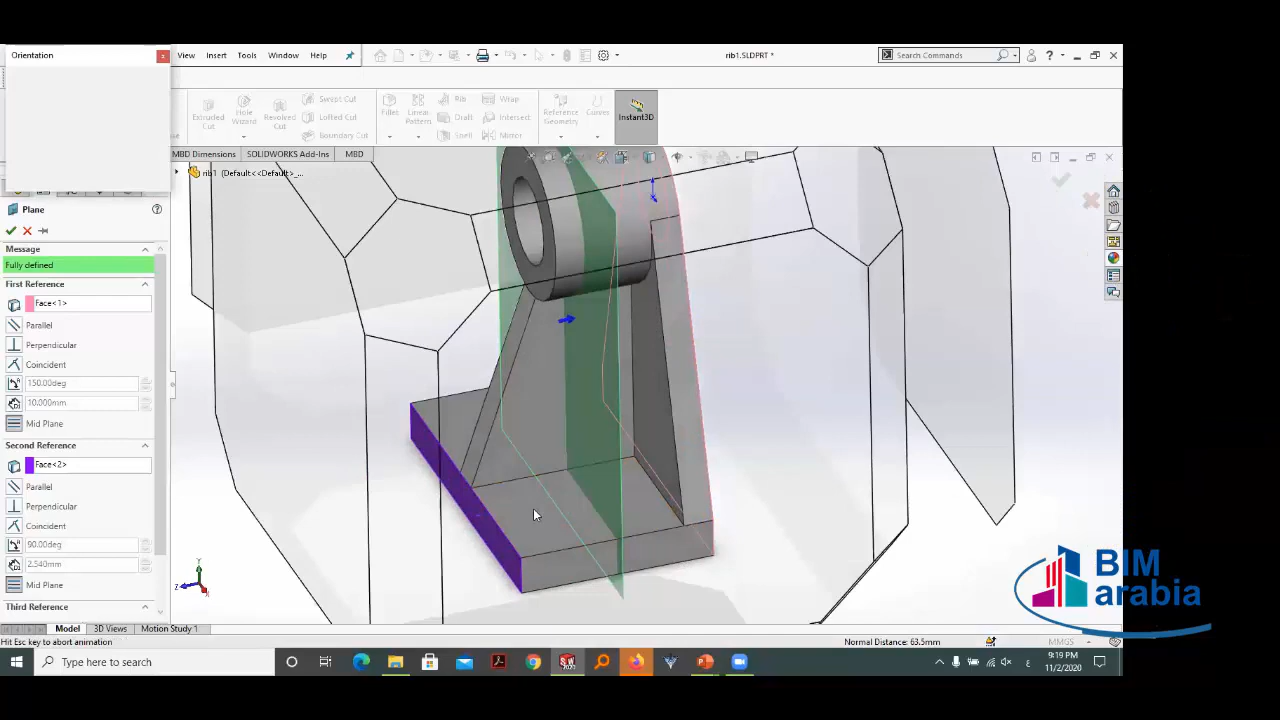 Orientation
View Insert Tools Window Help
rib1.SLDPRT *
Search Commands
Extruded Cut
Hole Wizard
Revolved Cut
Swept Cut
Lofted Cut
Boundary Cut
Fillet
Linear Pattern
Rib
Draft
Shell
Wrap
Intersect
Mirror
Reference Geometry
Curves
Instant3D
MBD Dimensions SOLIDWORKS Add-Ins MBD
rib1 (Default<<Default>_...
Plane
Message
Fully defined
First Reference
Face<1>
Parallel
Perpendicular
Coincident
150.00deg
10.000mm
Mid Plane
Second Reference
Face<2>
Parallel
Perpendicular
Coincident
90.00deg
2.540mm
Mid Plane
Third Reference
Y
Z
X
BIM
arabia
Model 3D Views Motion Study 1
Hit Esc key to abort animation
Normal Distance: 63.5mm
MMGS
Type here to search
ع
9:19 PM
11/2/2020